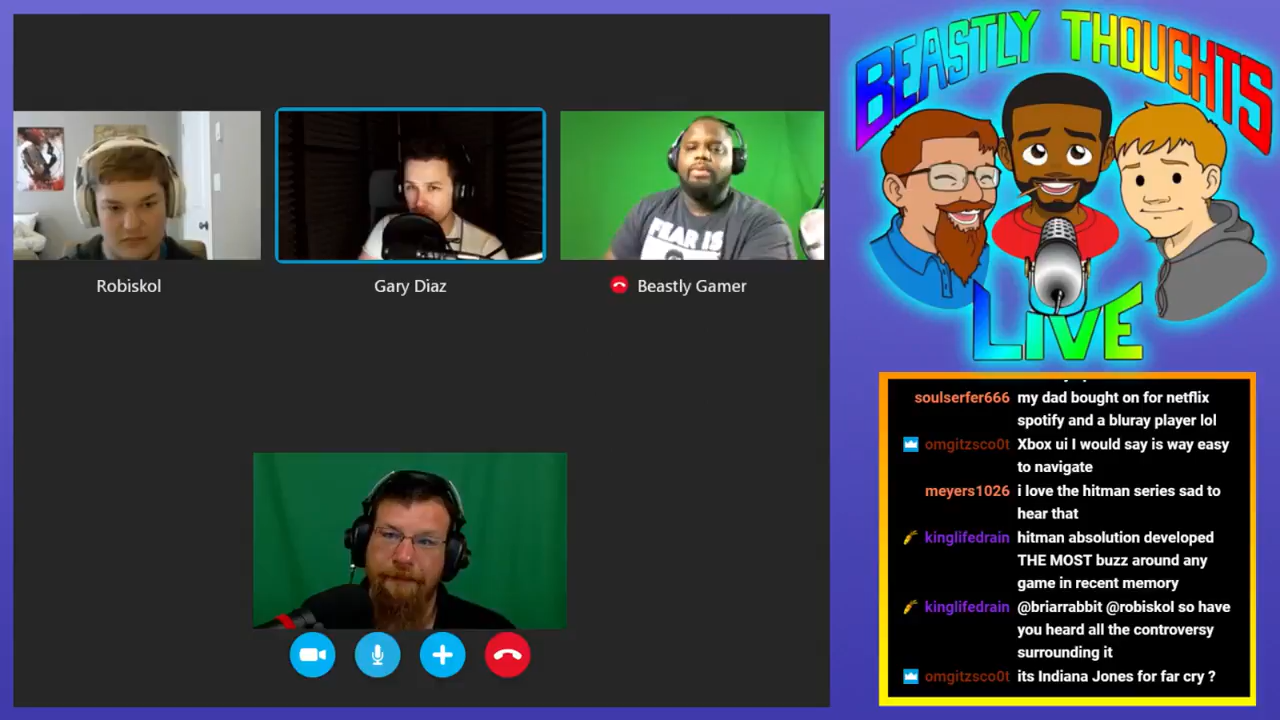 BEASTLY THOUGHTS
LIVE
Robiskol
Gary Diaz
Beastly Gamer
FEAR IS
soulserfer666 my dad bought on for netflix
spotify and a bluray player lol
omgitzsco0t Xbox ui I would say is way easy
to navigate
meyers1026 i love the hitman series sad to
hear that
kinglifedrain hitman absolution developed
THE MOST buzz around any
game in recent memory
kinglifedrain @briarrabbit @robiskol so have
you heard all the controversy
surrounding it
omgitzsco0t its Indiana Jones for far cry ?